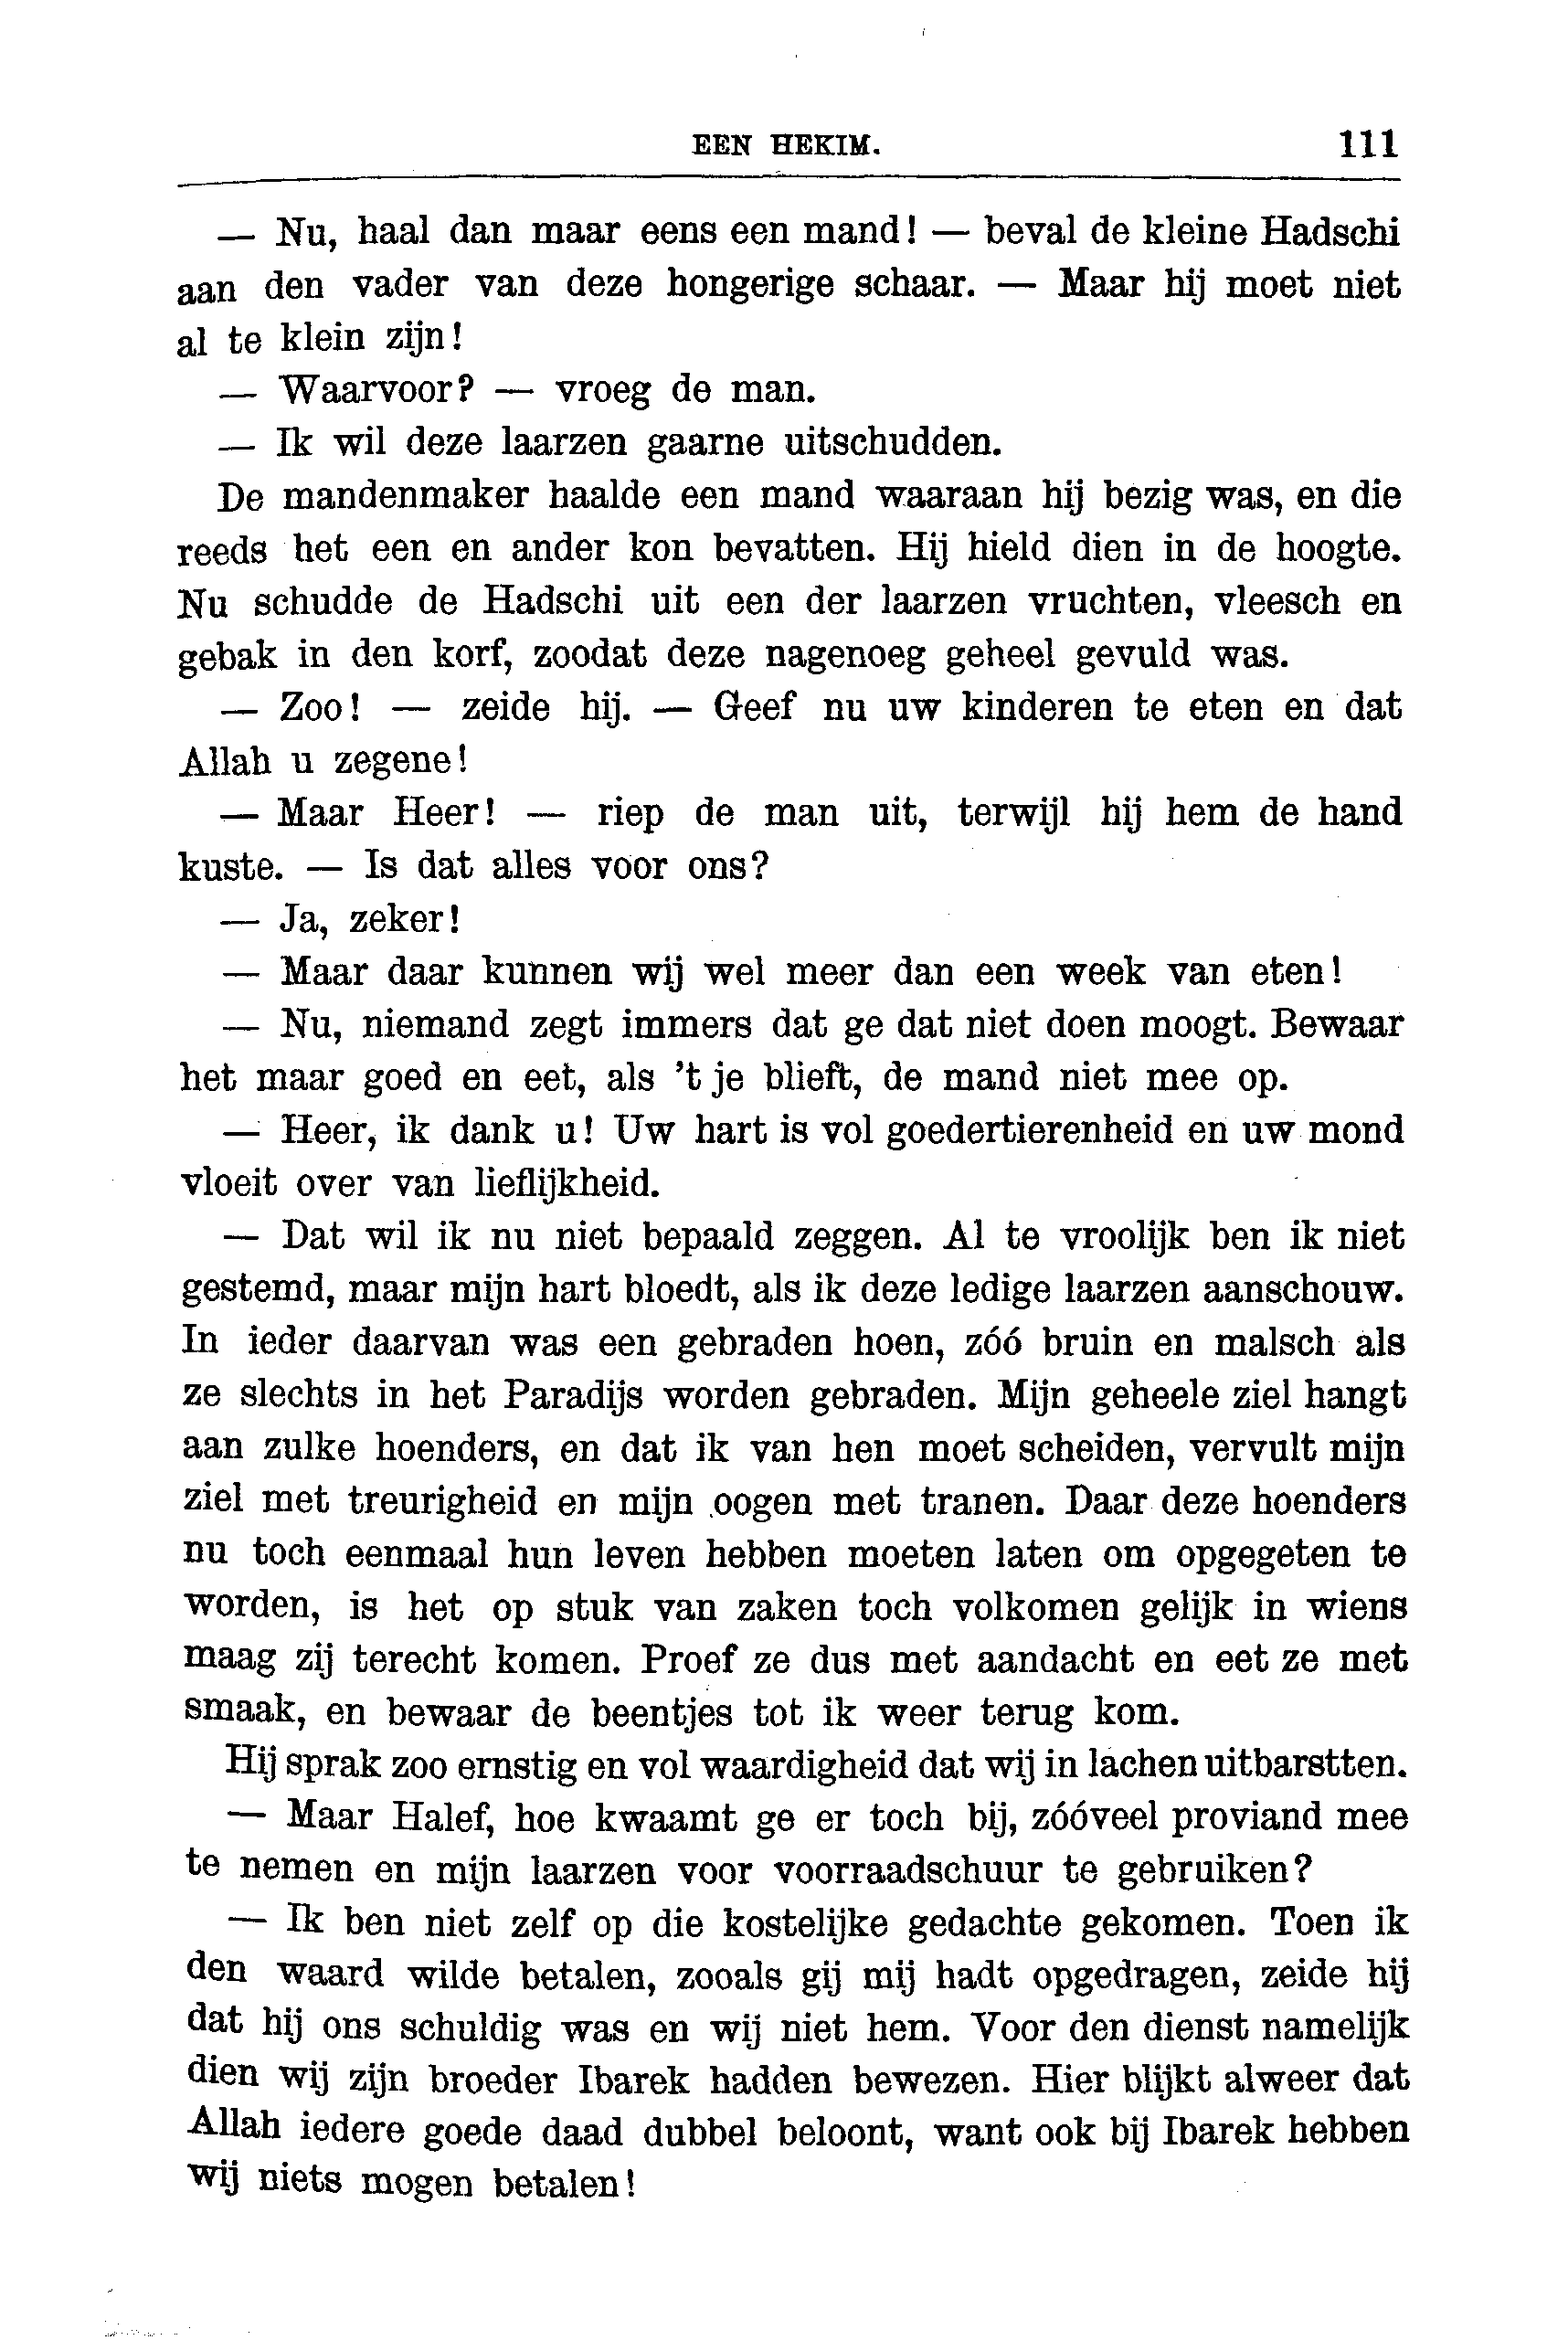 EEN HEKIM. 111
— Nu, haal dan maar eens een mand! — beval de kleine Hadschi
aan den vader van deze hongerige schaar. — Maar hij moet niet
al te klein zijn!
— Waarvoor? — vroeg de man.
— Ik wil deze laarzen gaarne uitschudden.
De mandenmaker haalde een mand waaraan hij bezig was, en die
reeds het een en ander kon bevatten. Hij hield dien in de hoogte.
Nu schudde de Hadschi uit een der laarzen vruchten, vleesch en
gebak in den korf, zoodat deze nagenoeg geheel gevuld was.
— Zoo! — zeide hij. — Geef nu uw kinderen te eten en dat
Allah u zegene!
— Maar Heer! — riep de man uit, terwijl hij hem de hand
kuste. — Is dat alles voor ons?
— Ja, zeker!
— Maar daar kunnen wij wel meer dan een week van eten!
— Nu, niemand zegt immers dat ge dat niet doen moogt. Bewaar
het maar goed en eet, als 't je blieft, de mand niet mee op.
— Heer, ik dank u! Uw hart is vol goedertierenheid en uw mond
vloeit over van lieflijkheid.
— Dat wil ik nu niet bepaald zeggen. Al te vroolijk ben ik niet
gestemd, maar mijn hart bloedt, als ik deze ledige laarzen aanschouw.
In ieder daarvan was een gebraden hoen, zóó bruin en malsch als
ze slechts in het Paradijs worden gebraden. Mijn geheele ziel hangt
aan zulke hoenders, en dat ik van hen moet scheiden, vervult mijn
ziel met treurigheid en mijn oogen met tranen. Daar deze hoenders
nu toch eenmaal hun leven hebben moeten laten om opgegeten te
worden, is het op stuk van zaken toch volkomen gelijk in wiens
maag zij terecht komen. Proef ze dus met aandacht en eet ze met
smaak, en bewaar de beentjes tot ik weer terug kom.
Hij sprak zoo ernstig en vol waardigheid dat wij in lachen uitbarstten.
— Maar Halef, hoe kwaamt ge er toch bij, zóóveel proviand mee
te nemen en mijn laarzen voor voorraadschuur te gebruiken?
— Ik ben niet zelf op die kostelijke gedachte gekomen. Toen ik
den waard wilde betalen, zooals gij mij hadt opgedragen, zeide hij
dat hij ons schuldig was en wij niet hem. Voor den dienst namelijk
dien wij zijn broeder Ibarek hadden bewezen. Hier blijkt alweer dat
Allah iedere goede daad dubbel beloont, want ook bij Ibarek hebben
wij niets mogen betalen!